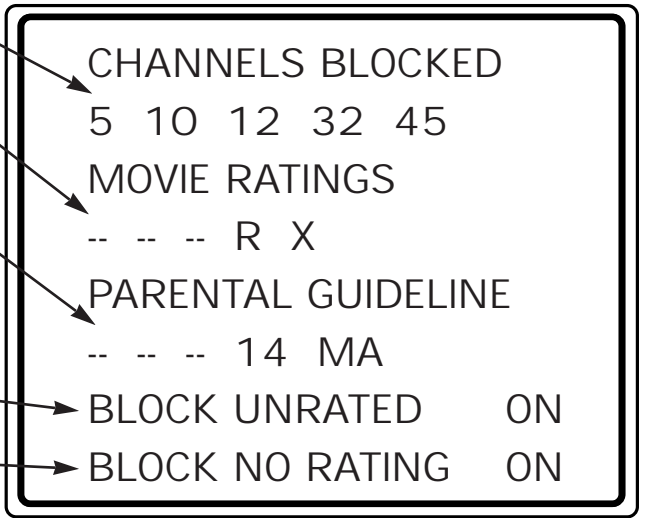 CHANNELS BLOCKED
5 10 12 32 45
MOVIE RATINGS
-- -- -- R X
PARENTAL GUIDELINE
-- -- -- 14 MA
BLOCK UNRATED ON
BLOCK NO RATING ON